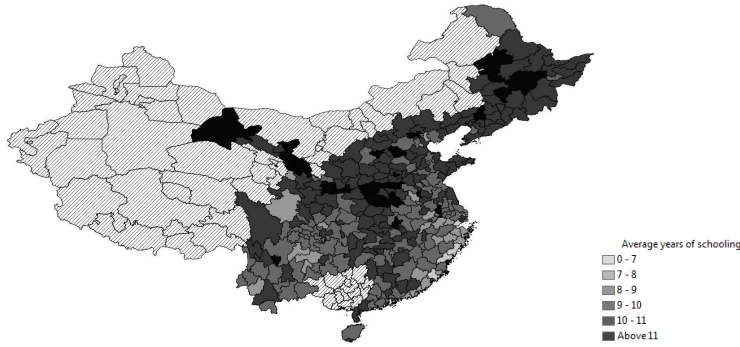 Average years of schooling
0 - 7
7 - 8
8 - 9
9 - 10
10 - 11
Above 11